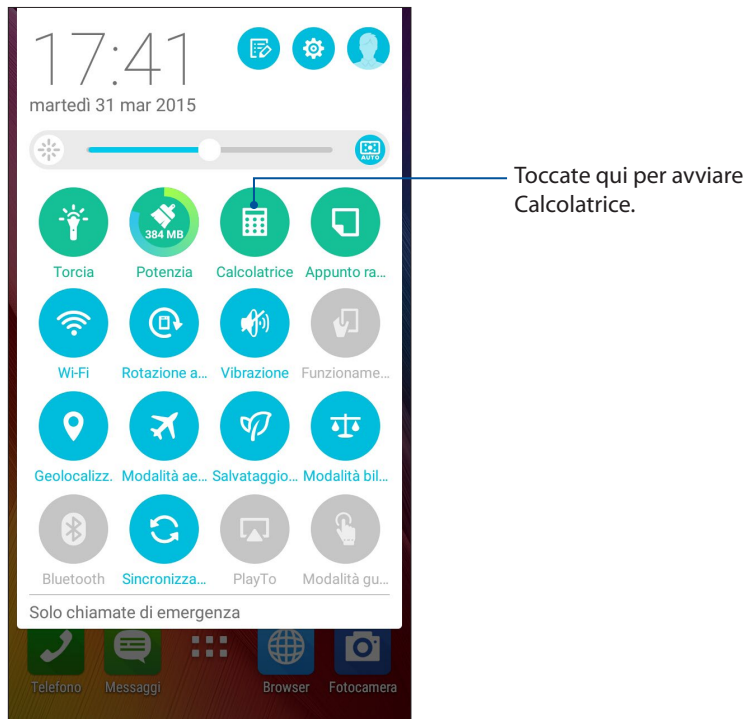 17:41
martedì 31 mar 2015
AUTO
Toccate qui per avviare
Calcolatrice.
384 MB
Torcia Potenzia Calcolatrice Appunto ra...
Wi-Fi Rotazione a... Vibrazione Funzioname...
Geolocalizz. Modalità ae... Salvataggio... Modalità bil...
Bluetooth Sincronizza... PlayTo Modalità gu...
Solo chiamate di emergenza
Telefono Messaggi Browser Fotocamera